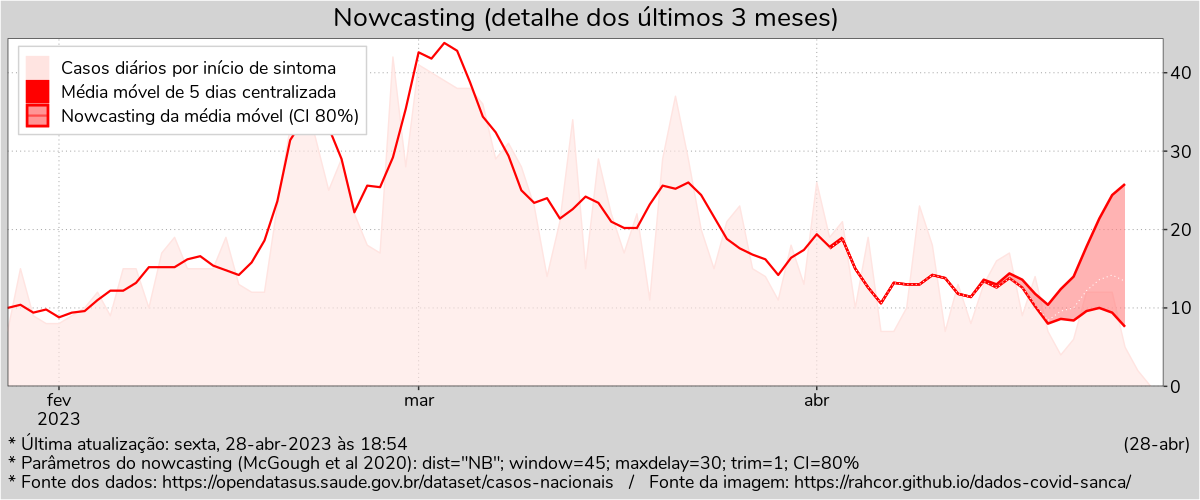 Nowcasting (detalhe dos últimos 3 meses)
Casos diários por início de sintoma
Média móvel de 5 dias centralizada
Nowcasting da média móvel (CI 80%)
40
30
20
10
0
fev
2023
mar
abr
(28-abr)
* Última atualização: sexta, 28-abr-2023 às 18:54
* Parâmetros do nowcasting (McGough et al 2020): dist="NB"; window=45; maxdelay=30; trim=1; CI=80%
* Fonte dos dados: https://opendatasus.saude.gov.br/dataset/casos-nacionais / Fonte da imagem: https://rahcor.github.io/dados-covid-sanca/